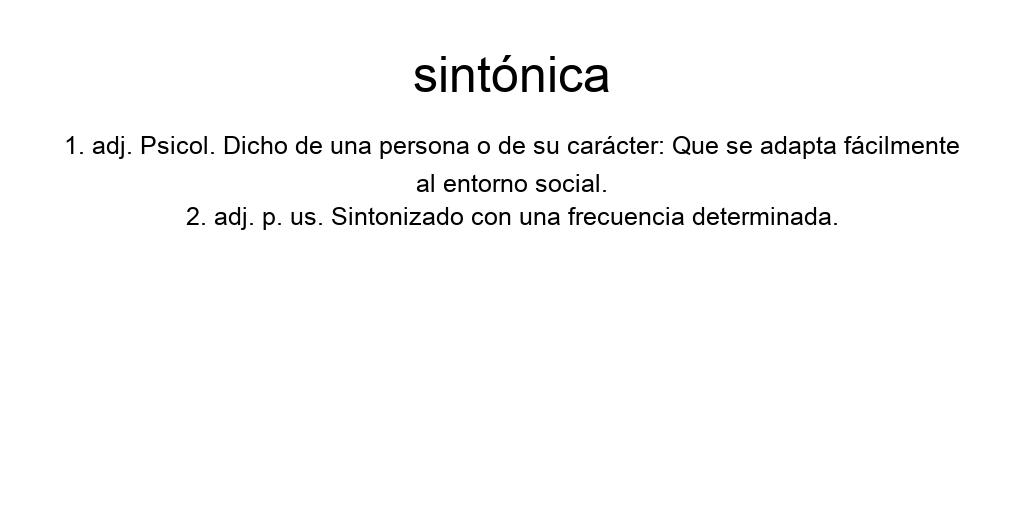 sintónica
1. adj. Psicol. Dicho de una persona o de su carácter: Que se adapta fácilmente
al entorno social.
2. adj. p. us. Sintonizado con una frecuencia determinada.